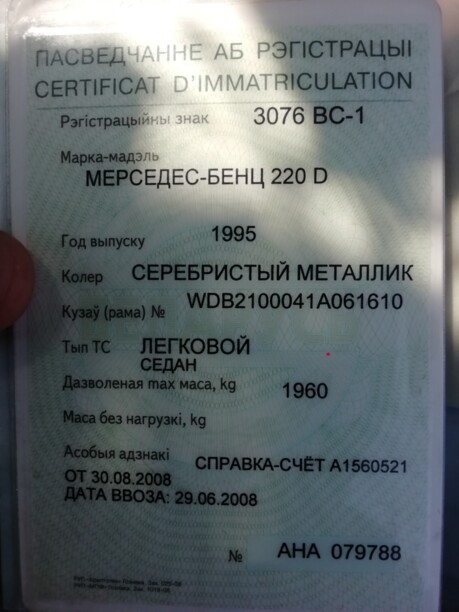 ПАСВЕДЧАННЕ АБ РЭГІСТРАЦЫІ
CERTIFICAT D'IMMATRICULATION
Рэгістрацыйны знак 3076 BC-1
Марка-мадэль
МЕРСЕДЕС-БЕНЦ 220 D
Год выпуску 1995
Колер СЕРЕБРИСТЫЙ МЕТАЛЛИК
Кузаў (рама) № WDB2100041A061610
Тып ТС ЛЕГКОВОЙ
СЕДАН
Дазволеная max маса, kg 1960
Маса без нагрузкі, kg
Асобыя адзнакі СПРАВКА-СЧЁТ А1560521
ОТ 30.08.2008
ДАТА ВВОЗА: 29.06.2008
№ АНА 079788